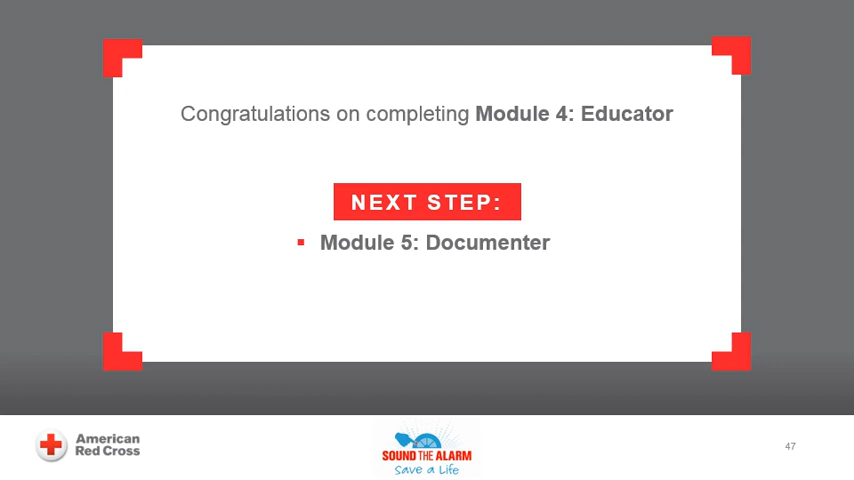 Congratulations on completing Module 4: Educator
NEXT STEP:
Module 5: Documenter
American
Red Cross
SOUND THE ALARM
Save a Life
47